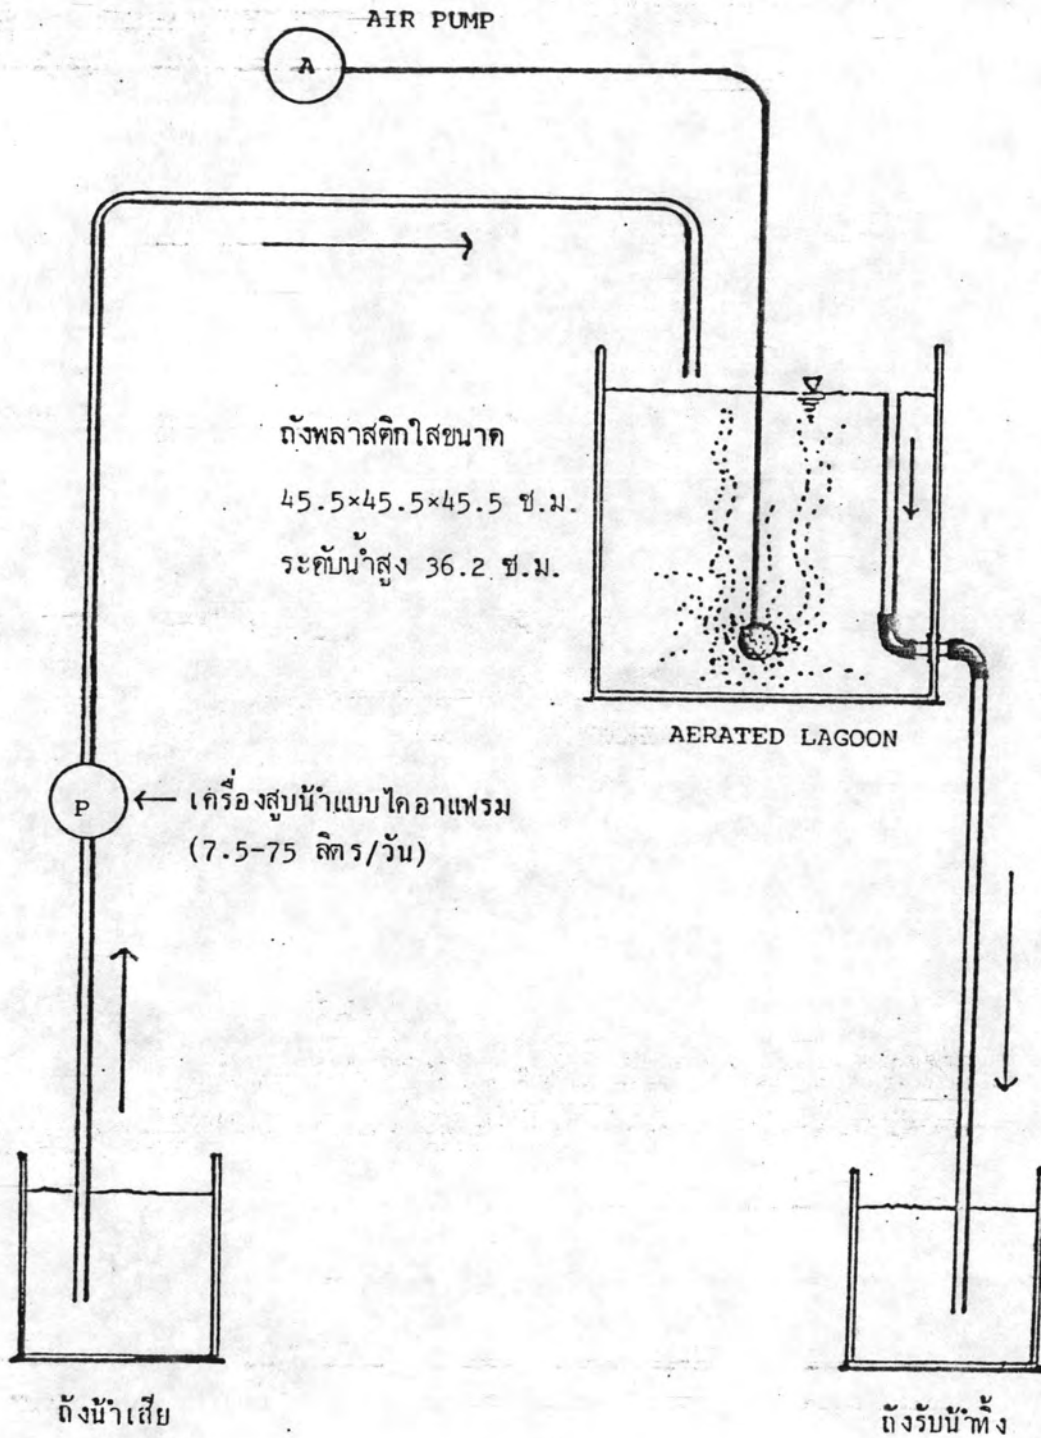 AIR PUMP
A
ถังพลาสติกใสขนาด
45.5×45.5×45.5 ซ.ม.
ระดับน้ำสูง 36.2 ซ.ม.
AERATED LAGOON
P
เครื่องสูบน้ำแบบไดอาแฟรม
(7.5-75 ลิตร/วัน)
ถังน้ำเสีย
ถังรับน้ำทิ้ง